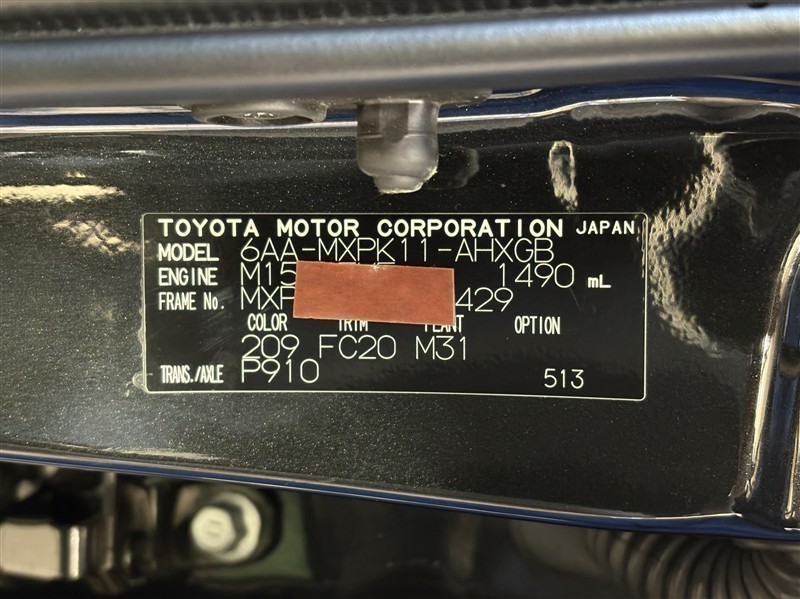 TOYOTA MOTOR CORPORATION JAPAN
MODEL 6AA-MXPK11-AHXGB
ENGINE M15 1490 mL
FRAME No. MXP 429
COLOR TRIM PLANT OPTION
209 FC20 M31
TRANS./AXLE P910 513